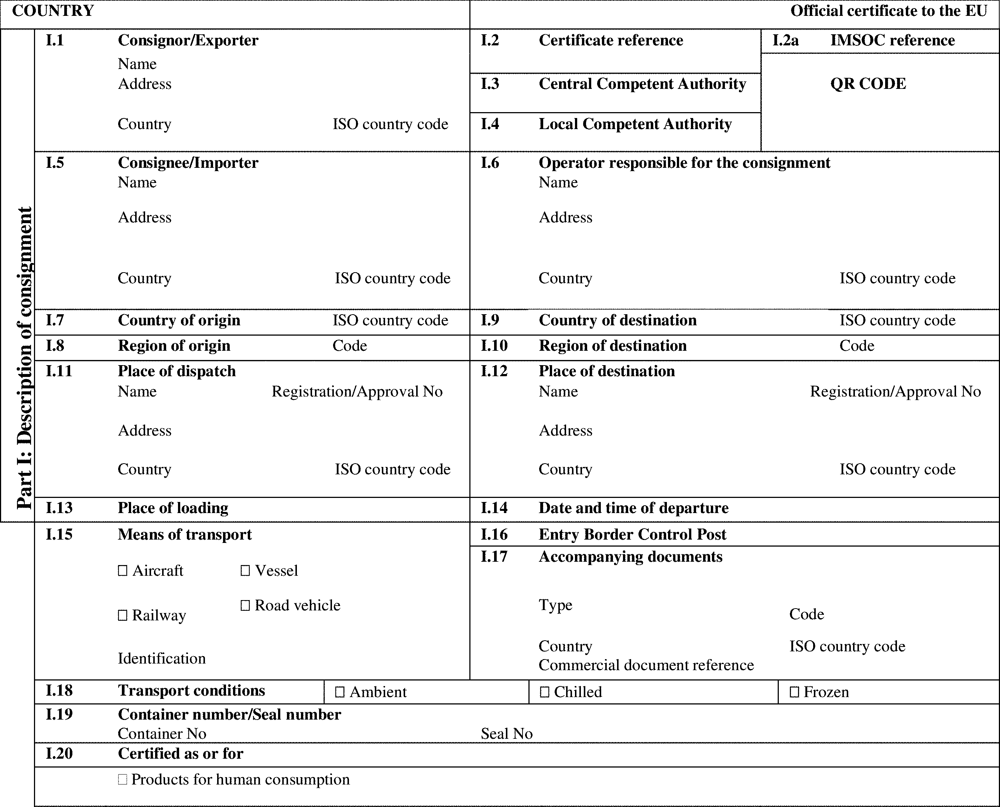 COUNTRY
Official certificate to the EU
Part I: Description of consignment
I.1 Consignor/Exporter
Name
Address
Country ISO country code
I.2 Certificate reference
I.2a IMSOC reference
QR CODE
I.3 Central Competent Authority
I.4 Local Competent Authority
I.5 Consignee/Importer
Name
Address
Country ISO country code
I.6 Operator responsible for the consignment
Name
Address
Country ISO country code
I.7 Country of origin ISO country code
I.9 Country of destination ISO country code
I.8 Region of origin Code
I.10 Region of destination Code
I.11 Place of dispatch
Name Registration/Approval No
Address
Country ISO country code
I.12 Place of destination
Name Registration/Approval No
Address
Country ISO country code
I.13 Place of loading
I.14 Date and time of departure
I.15 Means of transport
☐ Aircraft ☐ Vessel
☐ Railway ☐ Road vehicle
Identification
I.16 Entry Border Control Post
I.17 Accompanying documents
Type Code
Country ISO country code
Commercial document reference
I.18 Transport conditions ☐ Ambient ☐ Chilled ☐ Frozen
I.19 Container number/Seal number
Container No Seal No
I.20 Certified as or for
☐ Products for human consumption